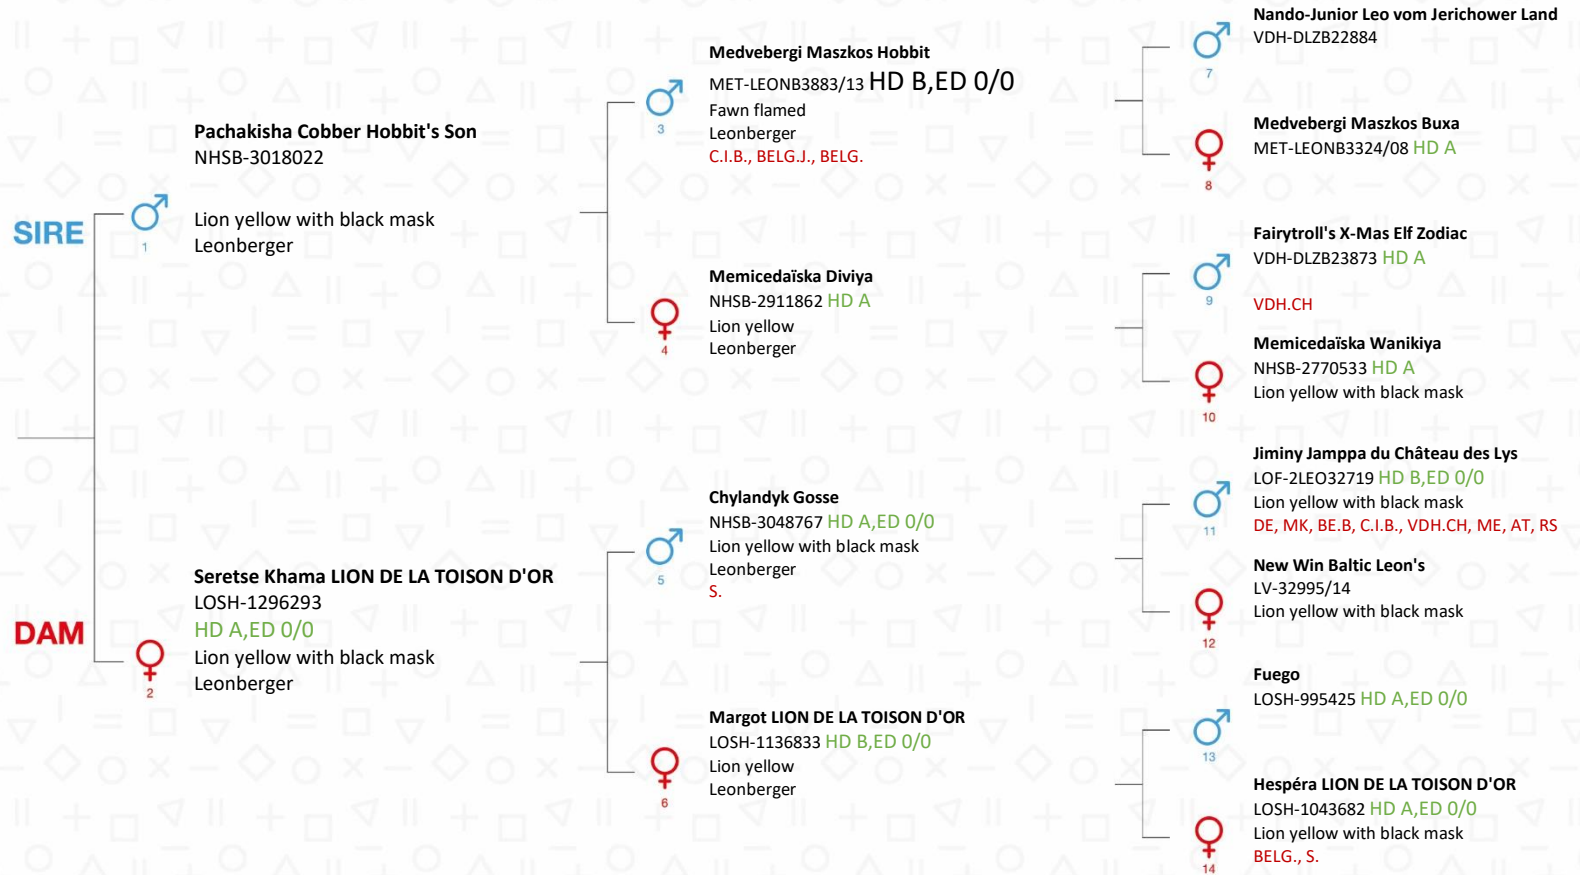 SIRE
1
Pachakisha Cobber Hobbit's Son
NHSB-3018022
Lion yellow with black mask
Leonberger
DAM
2
Seretse Khama LION DE LA TOISON D'OR
LOSH-1296293
HD A,ED 0/0
Lion yellow with black mask
Leonberger
3
Medvebergi Maszkos Hobbit
MET-LEONB3883/13 HD B,ED 0/0
Fawn flamed
Leonberger
C.I.B., BELG.J., BELG.
4
Memicedaïska Diviya
NHSB-2911862 HD A
Lion yellow
Leonberger
5
Chylandyk Gosse
NHSB-3048767 HD A,ED 0/0
Lion yellow with black mask
Leonberger
S.
6
Margot LION DE LA TOISON D'OR
LOSH-1136833 HD B,ED 0/0
Lion yellow
Leonberger
7
Nando-Junior Leo vom Jerichower Land
VDH-DLZB22884
8
Medvebergi Maszkos Buxa
MET-LEONB3324/08 HD A
9
Fairytroll's X-Mas Elf Zodiac
VDH-DLZB23873 HD A
VDH.CH
10
Memicedaïska Wanikiya
NHSB-2770533 HD A
Lion yellow with black mask
11
Jiminy Jamppa du Château des Lys
LOF-2LEO32719 HD B,ED 0/0
Lion yellow with black mask
DE, MK, BE.B, C.I.B., VDH.CH, ME, AT, RS
12
New Win Baltic Leon's
LV-32995/14
Lion yellow with black mask
13
Fuego
LOSH-995425 HD A,ED 0/0
14
Hespéra LION DE LA TOISON D'OR
LOSH-1043682 HD A,ED 0/0
Lion yellow with black mask
BELG., S.